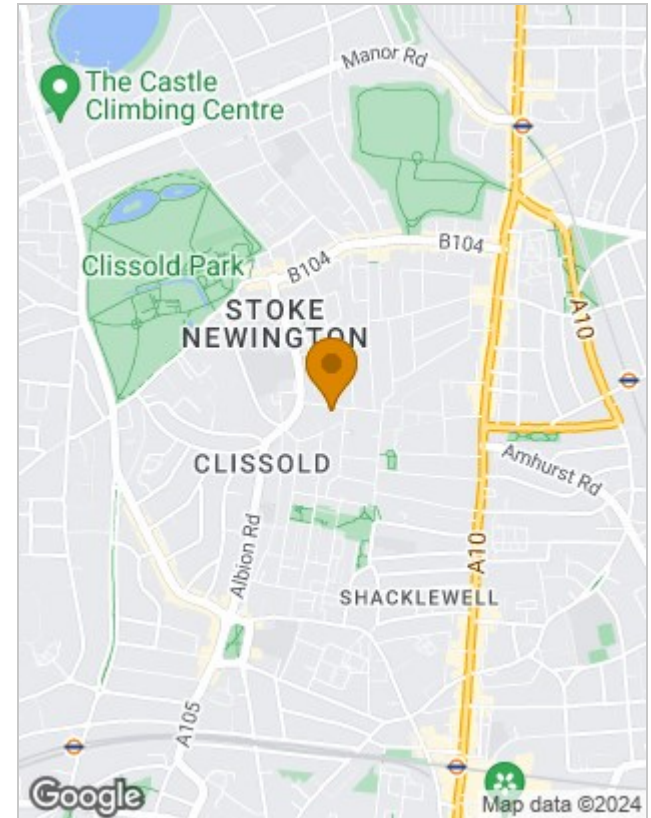 Manor Rd
The Castle
Climbing Centre
B104
Clissold Park
B104
STOKE
NEWINGTON
A10
CLISSOLD
Amhurst Rd
Albion Rd
A10
SHACKLEWELL
A105
Google
Map data ©2024